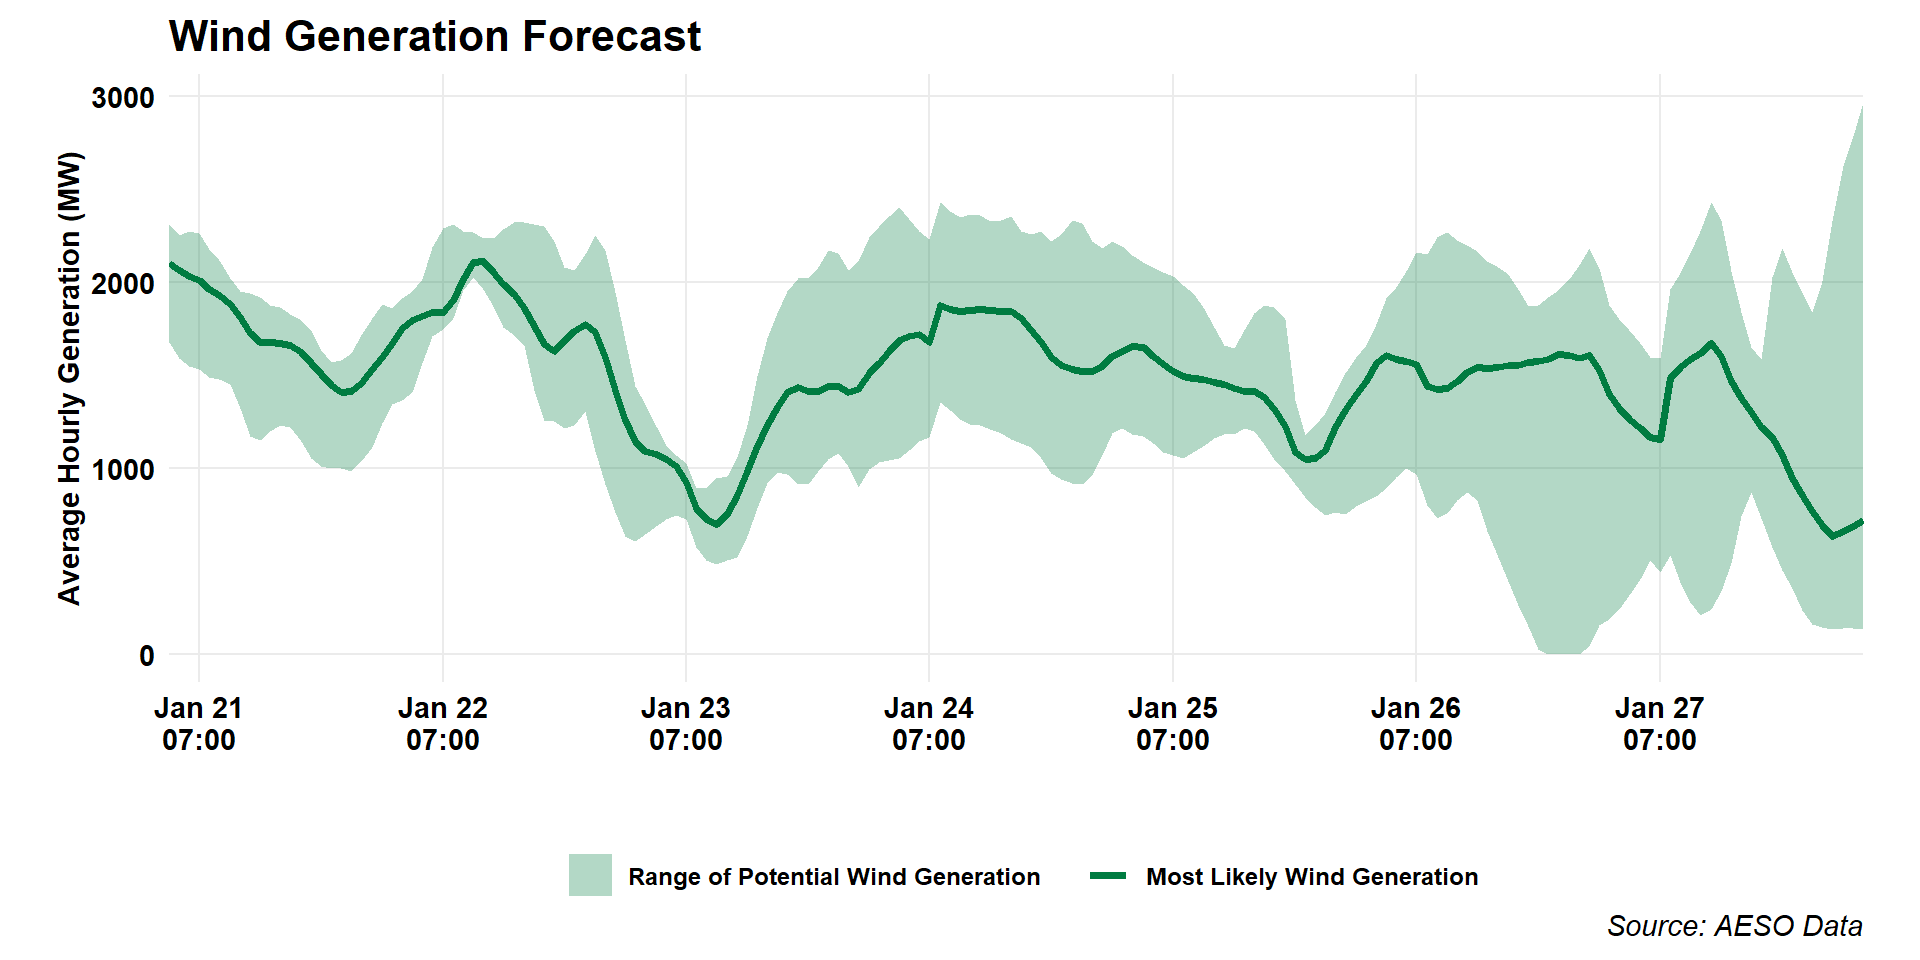 Wind Generation Forecast
Average Hourly Generation (MW)
3000
2000
1000
0
Jan 21
07:00
Jan 22
07:00
Jan 23
07:00
Jan 24
07:00
Jan 25
07:00
Jan 26
07:00
Jan 27
07:00
Range of Potential Wind Generation
Most Likely Wind Generation
Source: AESO Data